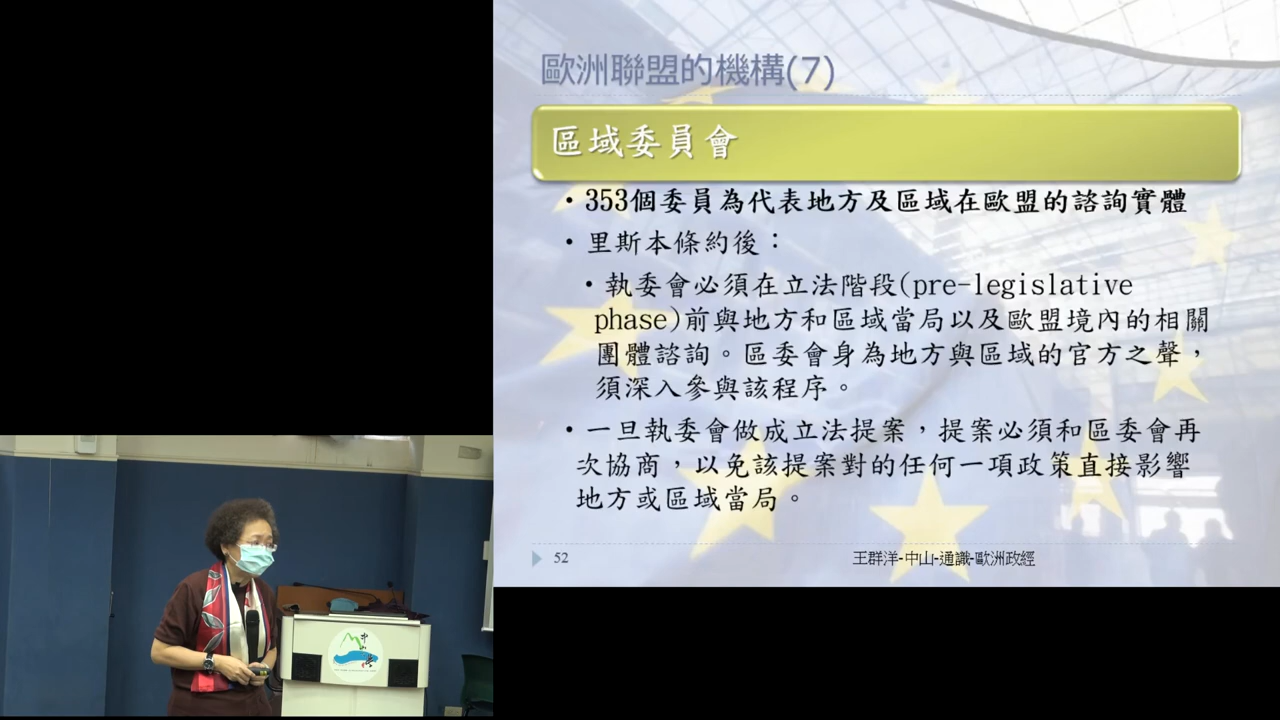 歐洲聯盟的機構(7)
區域委員會
•353個委員為代表地方及區域在歐盟的諮詢實體
•里斯本條約後：
•執委會必須在立法階段(pre-legislative
phase)前與地方和區域當局以及歐盟境內的相關
團體諮詢。區委會身為地方與區域的官方之聲，
須深入參與該程序。
•一旦執委會做成立法提案，提案必須和區委會再
次協商，以免該提案對的任何一項政策直接影響
地方或區域當局。
52
王群洋-中山-通識-歐洲政經
中山